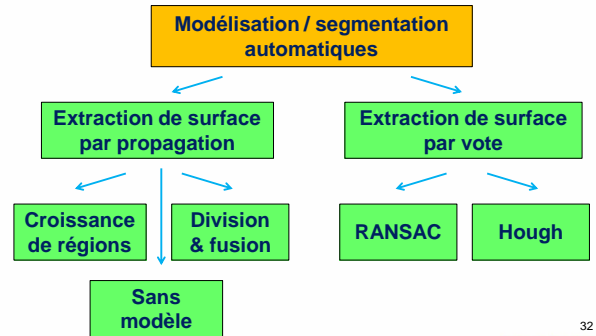 Modélisation / segmentation
automatiques
Extraction de surface
par propagation
Extraction de surface
par vote
Croissance
de régions
Division
& fusion
RANSAC
Hough
Sans
modèle
32